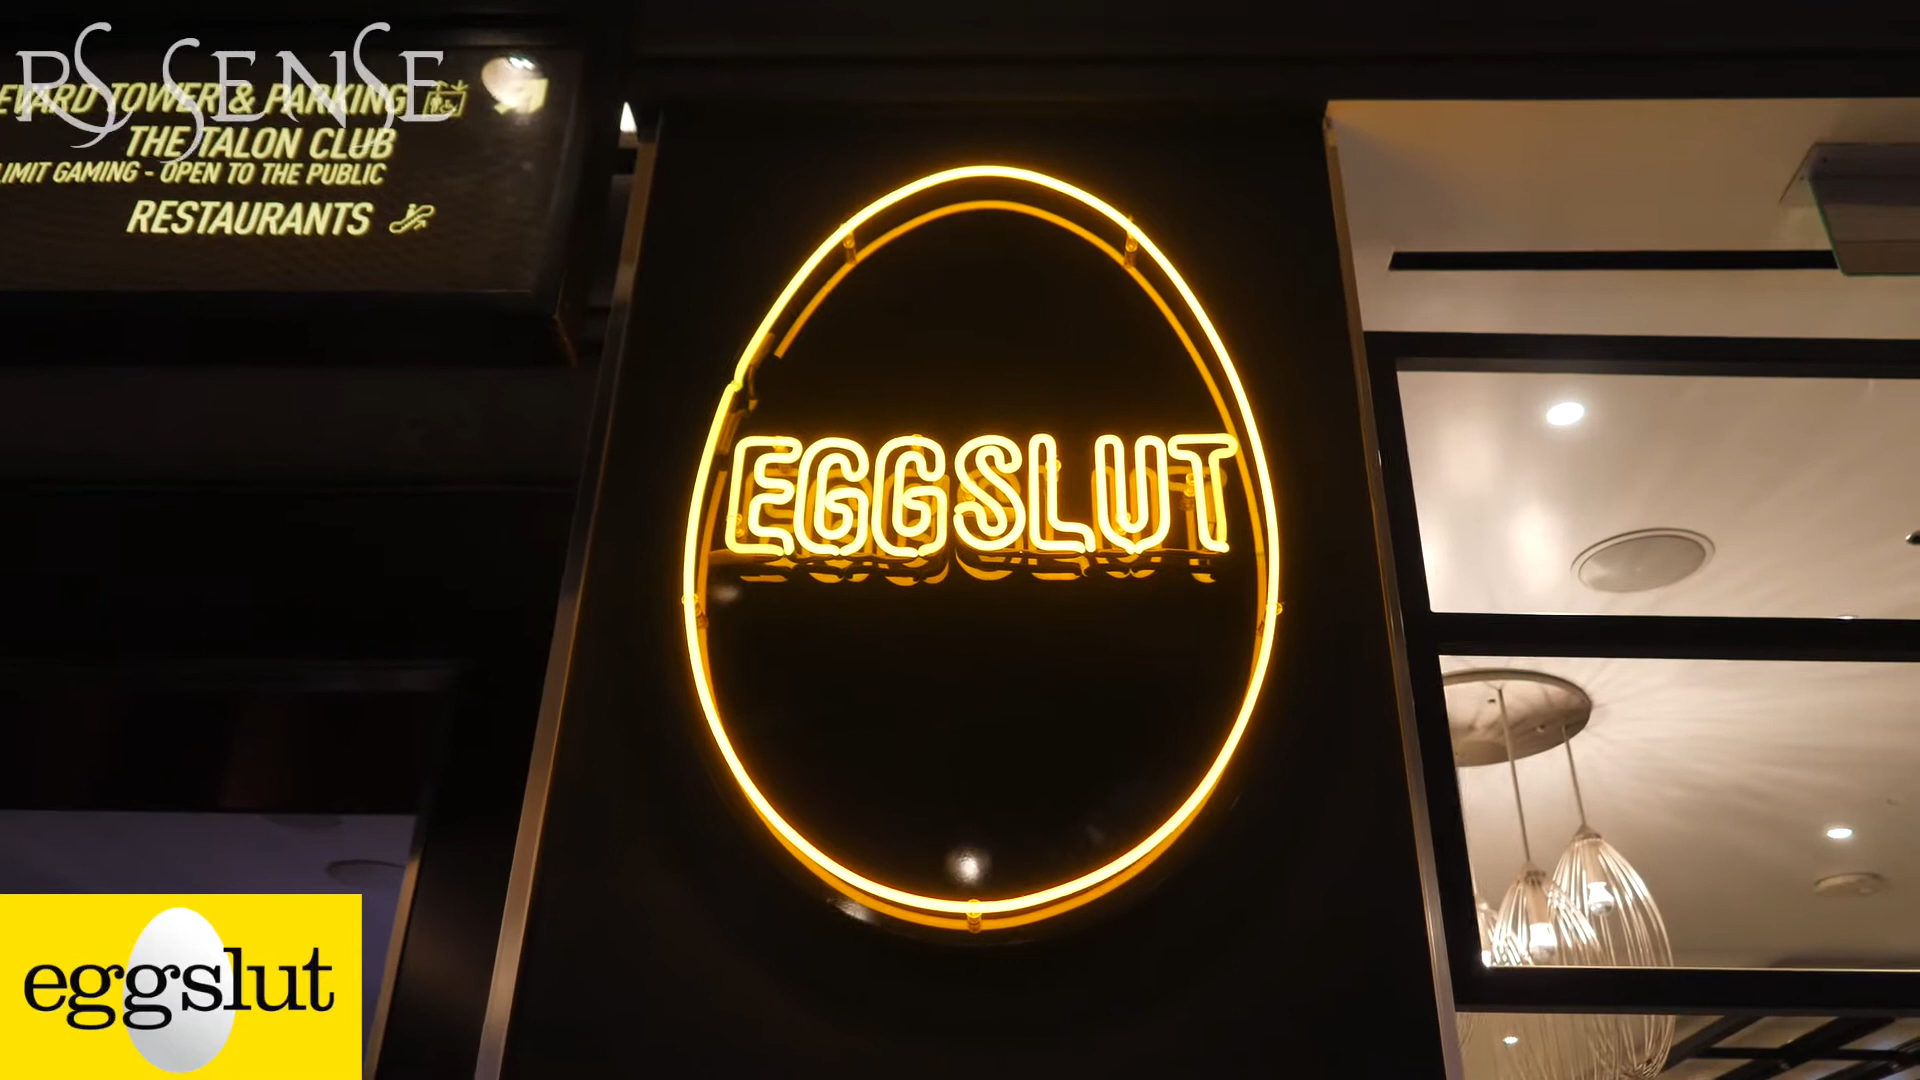 RS SENSE
EVARD TOWER & PARKING
THE TALON CLUB
LIMIT GAMING - OPEN TO THE PUBLIC
RESTAURANTS
EGGSLUT
eggslut